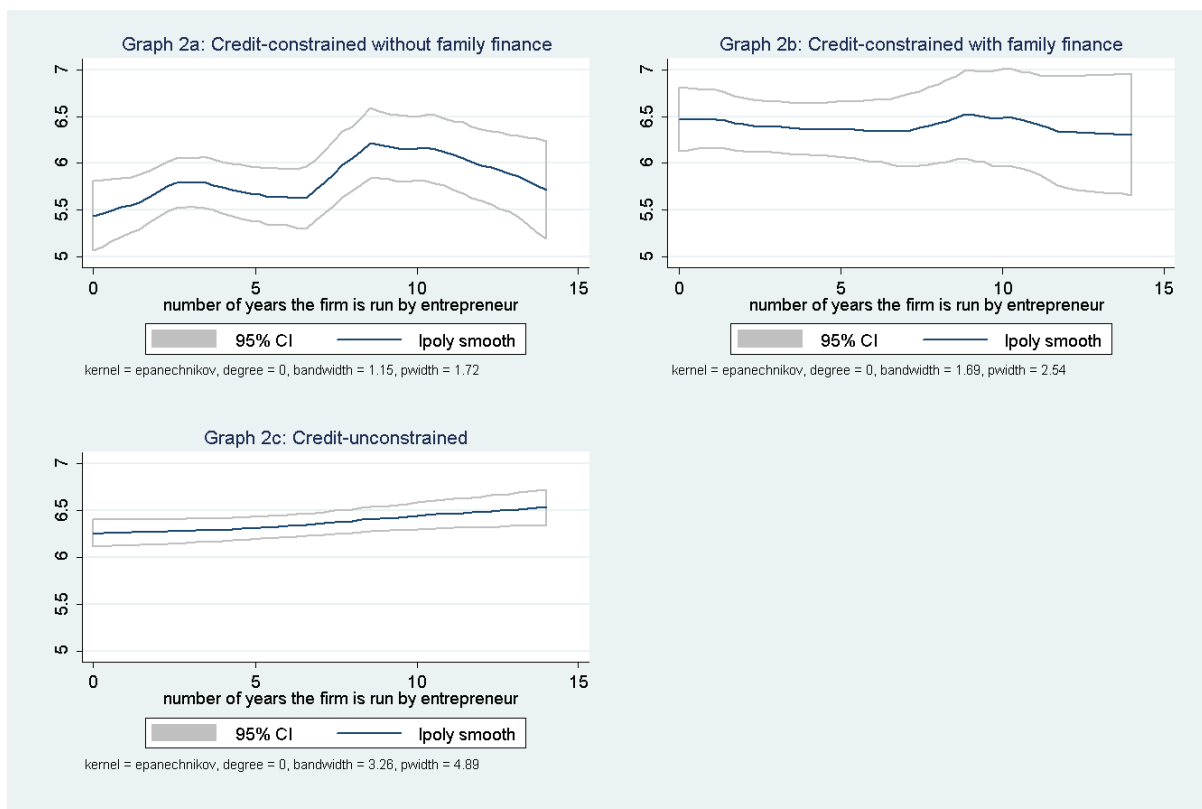 Graph 2a: Credit-constrained without family finance
7
6.5
6
5.5
5
0 5 10 15
number of years the firm is run by entrepreneur
95% CI lpoly smooth
kernel = epanechnikov, degree = 0, bandwidth = 1.15, pwidth = 1.72
Graph 2b: Credit-constrained with family finance
7
6.5
6
5.5
5
0 5 10 15
number of years the firm is run by entrepreneur
95% CI lpoly smooth
kernel = epanechnikov, degree = 0, bandwidth = 1.69, pwidth = 2.54
Graph 2c: Credit-unconstrained
7
6.5
6
5.5
5
0 5 10 15
number of years the firm is run by entrepreneur
95% CI lpoly smooth
kernel = epanechnikov, degree = 0, bandwidth = 3.26, pwidth = 4.89